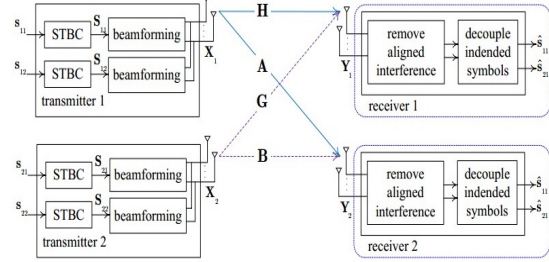 s11 STBC S11 beamforming
s12 STBC S12 beamforming
X1
transmitter 1
s21 STBC S21 beamforming
s22 STBC S22 beamforming
X2
transmitter 2
H
A
G
B
Y1
remove
aligned
interference
decouple
indended
symbols
ŝ11
ŝ21
receiver 1
Y2
remove
aligned
interference
decouple
indended
symbols
ŝ11
ŝ21
receiver 2